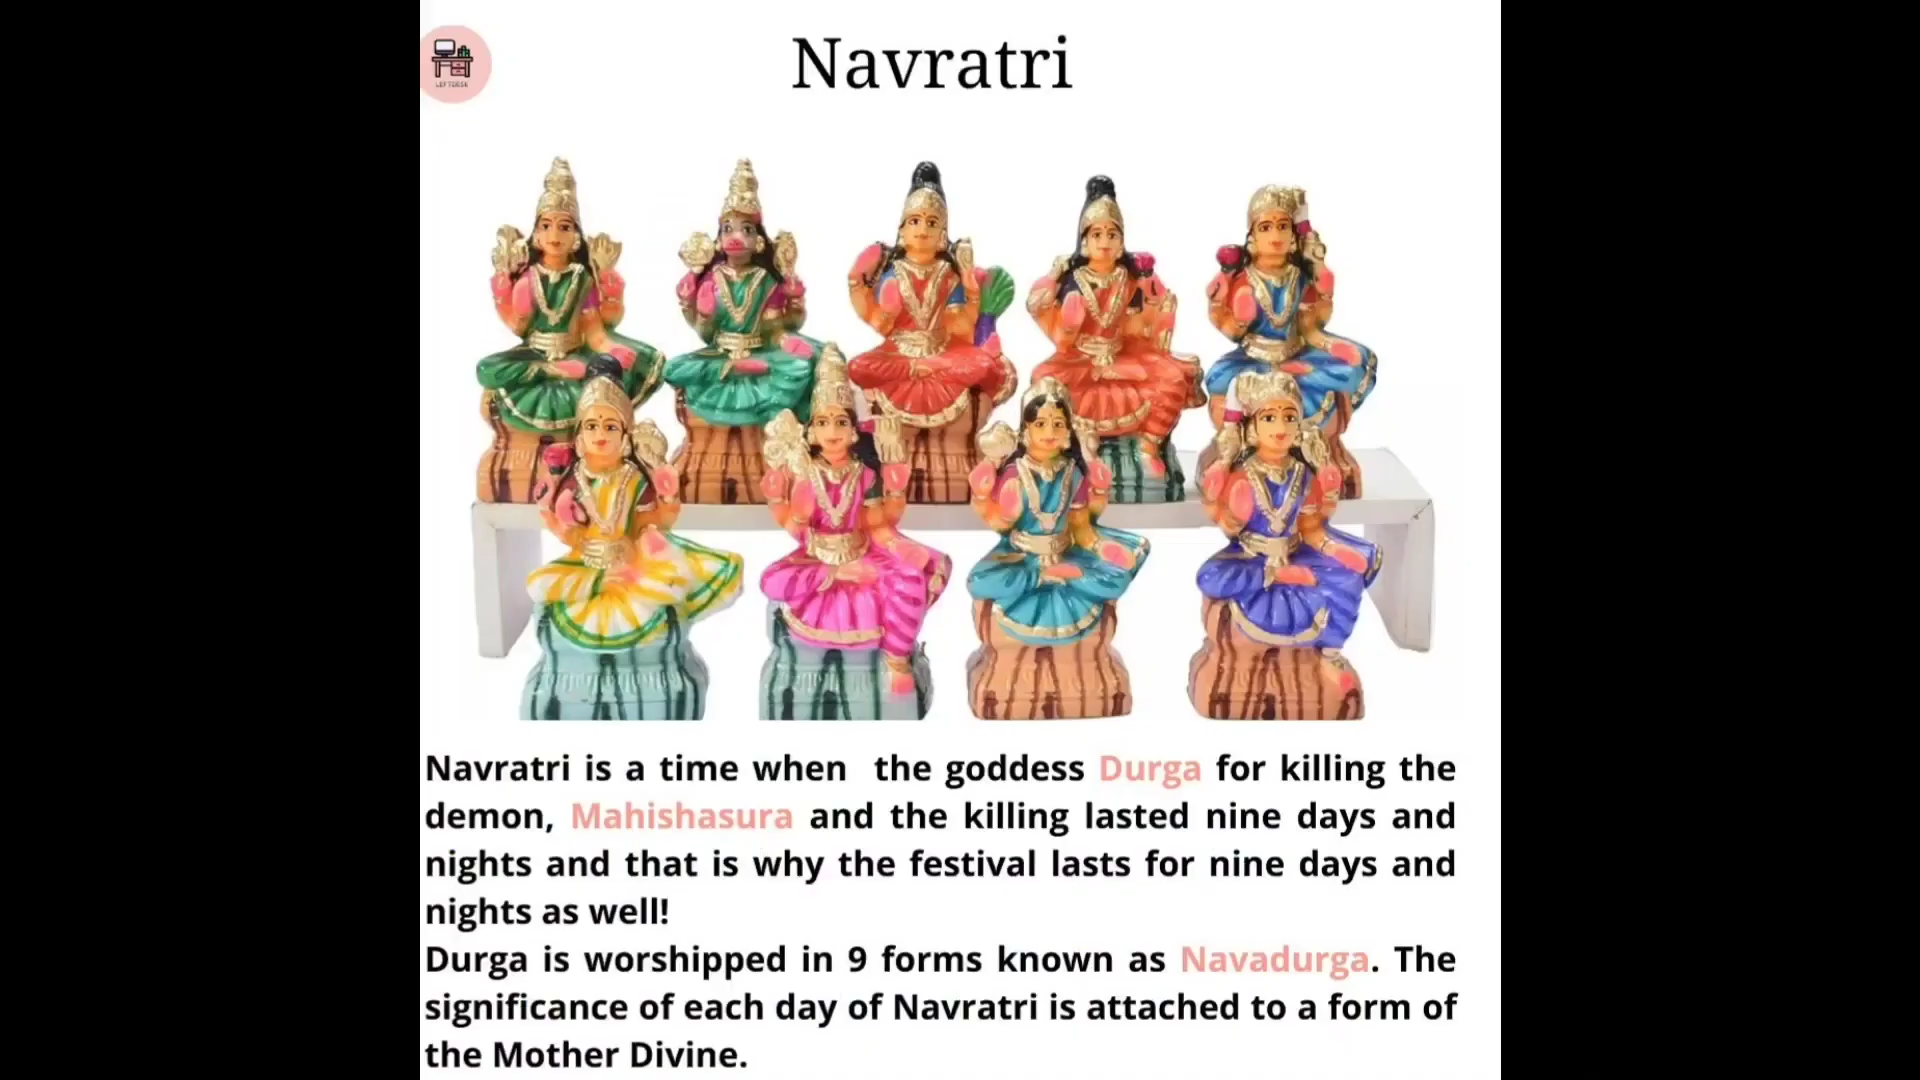 Navratri
LEFTDESK
Navratri is a time when the goddess Durga for killing the
demon, Mahishasura and the killing lasted nine days and
nights and that is why the festival lasts for nine days and
nights as well!
Durga is worshipped in 9 forms known as Navadurga. The
significance of each day of Navratri is attached to a form of
the Mother Divine.